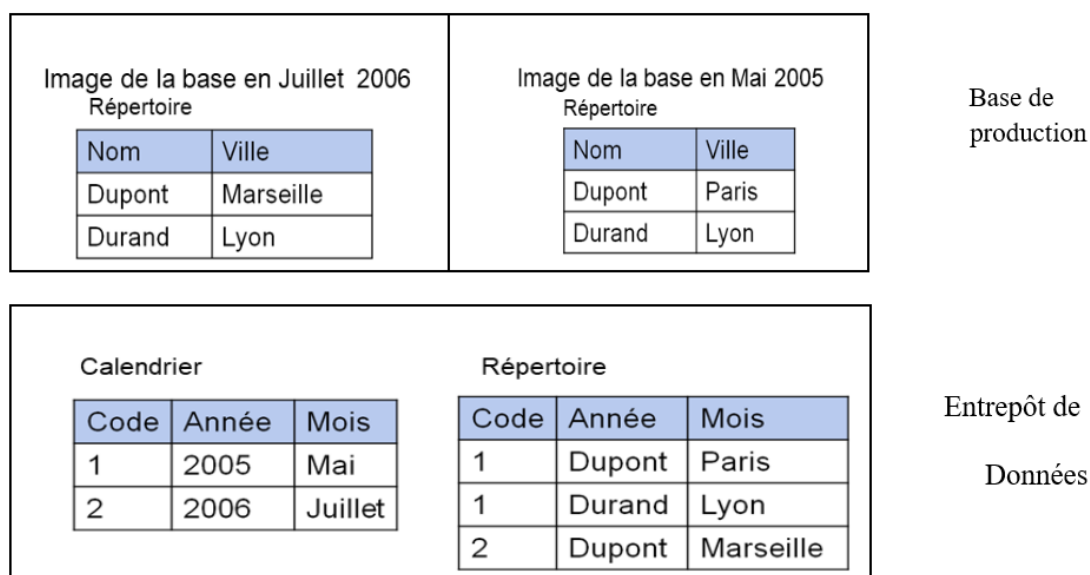 Image de la base en Juillet 2006
Répertoire
Nom Ville
Dupont Marseille
Durand Lyon
Image de la base en Mai 2005
Répertoire
Nom Ville
Dupont Paris
Durand Lyon
Base de
production
Calendrier
Code Année Mois
1 2005 Mai
2 2006 Juillet
Répertoire
Code Année Mois
1 Dupont Paris
1 Durand Lyon
2 Dupont Marseille
Entrepôt de
Données